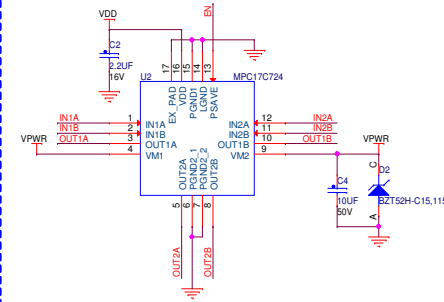 VDD
EN
C2
2.2UF
16V
U2
MPC17C724
17
16
15
14
13
EX_PAD
VDD
PGND1
LGND
PSAVE
IN1A
1
IN1A
IN2A
12
IN2A
IN1B
2
IN1B
IN2B
11
IN2B
OUT1A
3
OUT1A
OUT1B
10
OUT1B
VPWR
4
VM1
VM2
9
VPWR
OUT2A
PGND2_1
PGND2_2
OUT2B
5
6
7
8
OUT2A
OUT2B
C4
10UF
50V
C
D2
BZT52H-C15,115
A